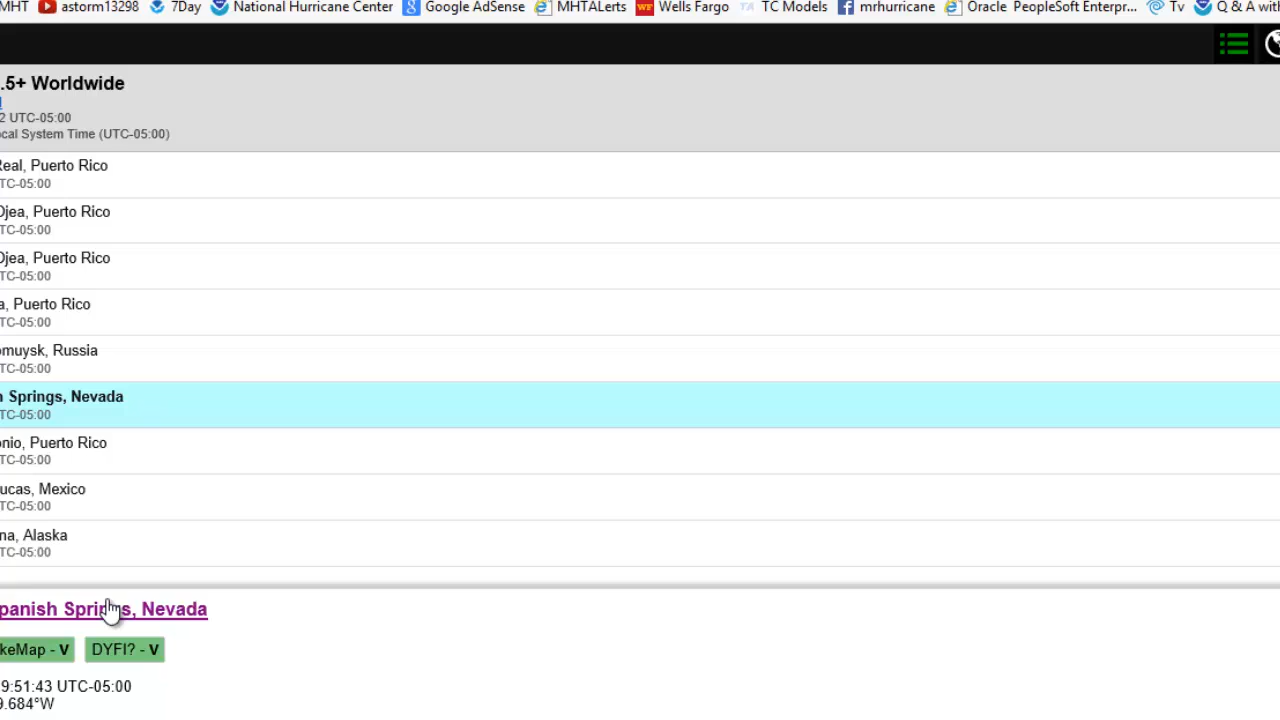 MHT astorm13298 7Day National Hurricane Center Google AdSense MHTAlerts Wells Fargo TC Models mrhurricane Oracle PeopleSoft Enterpr... Tv Q & A with
.5+ Worldwide
2 UTC-05:00
ocal System Time (UTC-05:00)
Real, Puerto Rico
TC-05:00
Ojea, Puerto Rico
TC-05:00
Ojea, Puerto Rico
TC-05:00
a, Puerto Rico
TC-05:00
omuysk, Russia
TC-05:00
n Springs, Nevada
TC-05:00
onio, Puerto Rico
TC-05:00
ucas, Mexico
TC-05:00
na, Alaska
TC-05:00
panish Springs, Nevada
keMap - V DYFI? - V
9:51:43 UTC-05:00
9.684°W